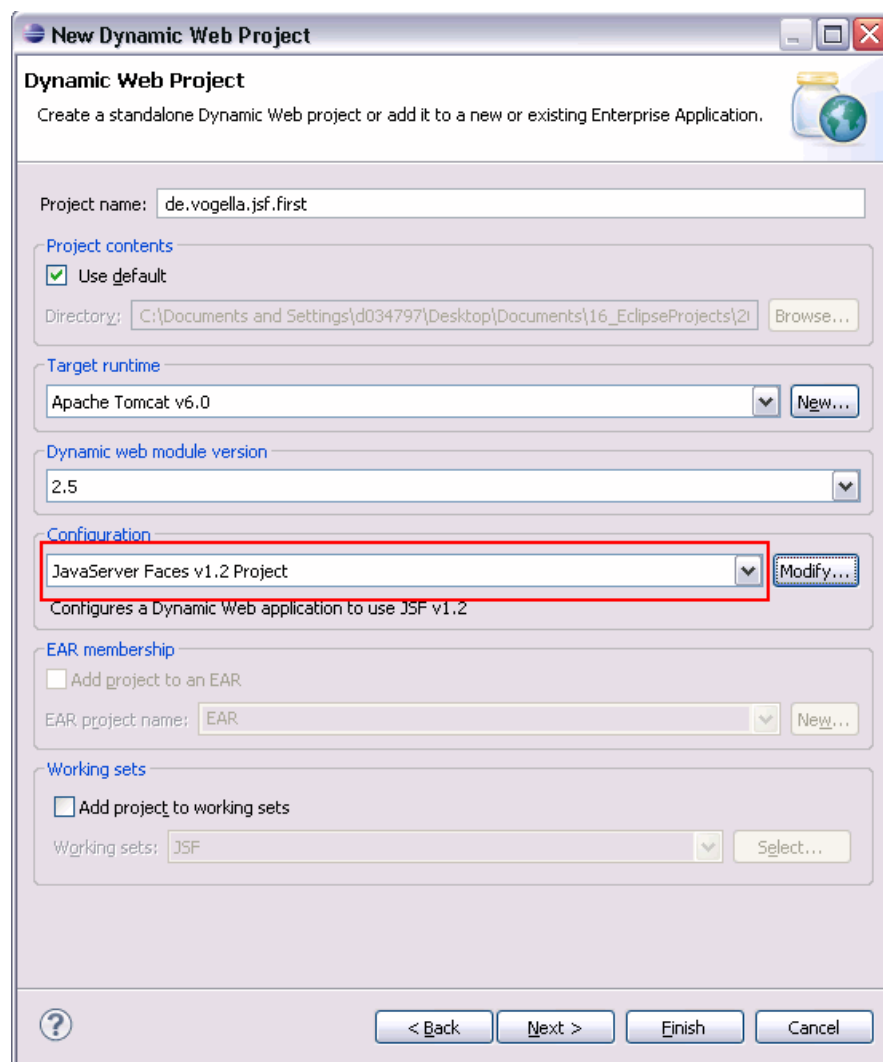 New Dynamic Web Project
Dynamic Web Project
Create a standalone Dynamic Web project or add it to a new or existing Enterprise Application.
Project name: de.vogella.jsf.first
Project contents
Use default
Directory: C:\Documents and Settings\d034797\Desktop\Documents\16_EclipseProjects\20 Browse...
Target runtime
Apache Tomcat v6.0 New...
Dynamic web module version
2.5
Configuration
JavaServer Faces v1.2 Project Modify...
Configures a Dynamic Web application to use JSF v1.2
EAR membership
Add project to an EAR
EAR project name: EAR New...
Working sets
Add project to working sets
Working sets: JSF Select...
? < Back Next > Finish Cancel